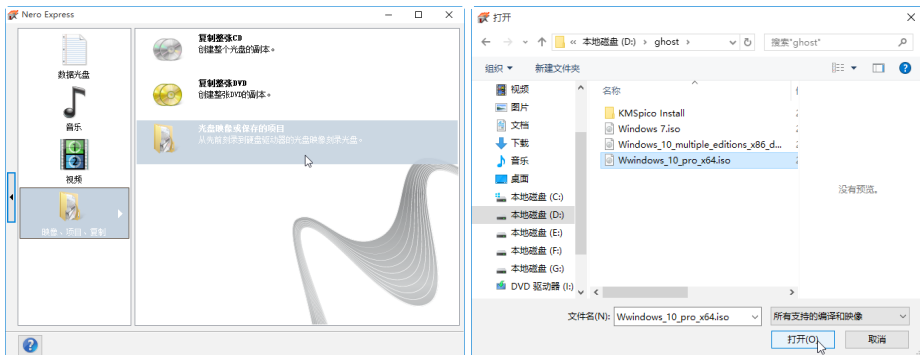 Nero Express
数据光盘
音乐
视频
映像、项目、复制
复制整张CD
创建整个光盘的副本。
复制整张DVD
创建整张DVD的副本。
光盘映像或保存的项目
从先前刻录到硬盘驱动器的光盘映像刻录光盘。
打开
« 本地磁盘 (D:) › ghost ›
搜索"ghost"
组织 新建文件夹
视频
图片
文档
下载
音乐
桌面
本地磁盘 (C:)
本地磁盘 (D:)
本地磁盘 (E:)
本地磁盘 (F:)
本地磁盘 (G:)
DVD 驱动器 (I:)
名称
KMSpico Install
Windows 7.iso
Windows_10_multiple_editions_x86_d...
Wwindows_10_pro_x64.iso
没有预览。
文件名(N): Wwindows_10_pro_x64.iso 所有支持的编译和映像
打开(O) 取消